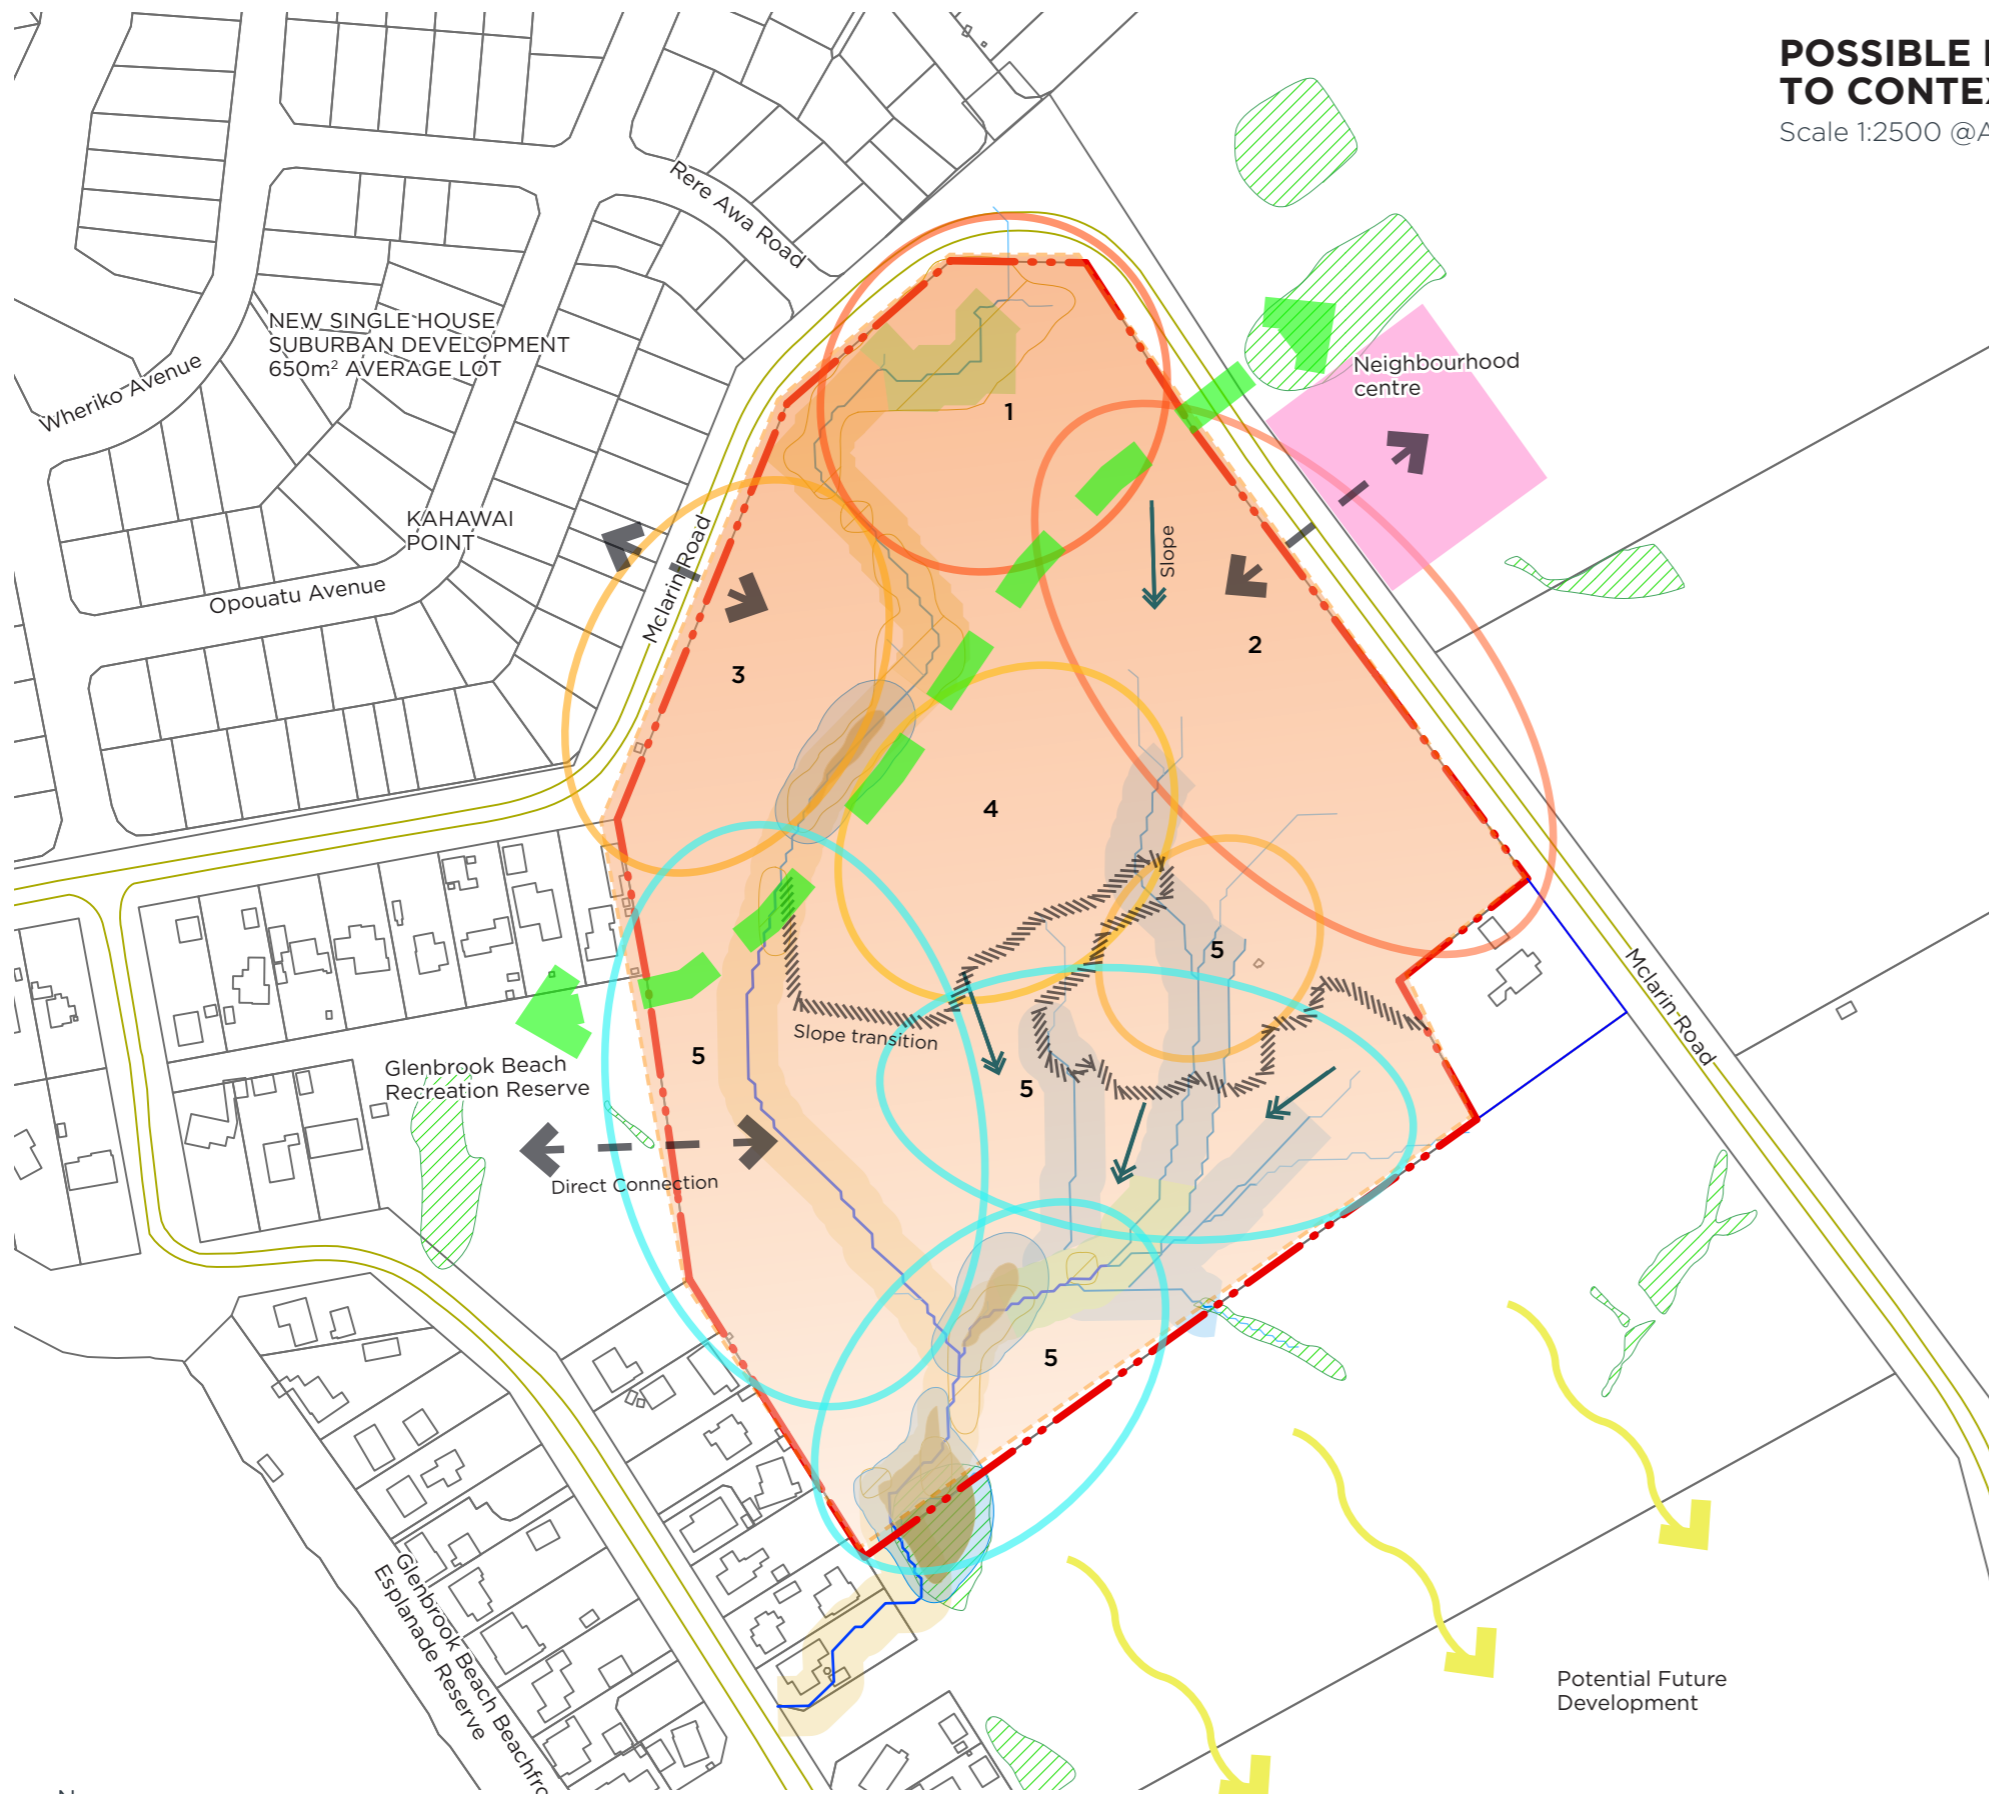 POSSIBLE
TO CONTEX
Scale 1:2500 @A
Rere Awa Road
NEW SINGLE HOUSE
SUBURBAN DEVELOPMENT
650m² AVERAGE LOT
Wheriko Avenue
Neighbourhood
centre
1
KAHAWAI
POINT
Mclarin Road
Slope
Opouatu Avenue
2
3
4
5
Mclarin Road
Slope transition
5
Glenbrook Beach
Recreation Reserve
5
Direct Connection
5
Glenbrook Beach Beachfro
Esplanade Reserve
Potential Future
Development